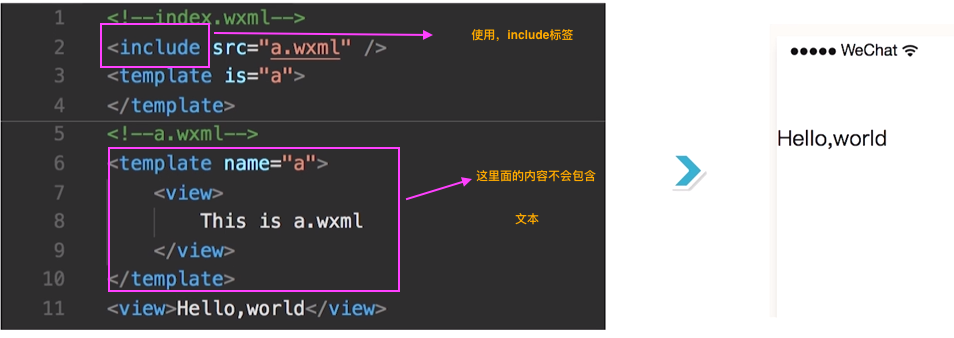 1 <!--index.wxml-->
2 <include src="a.wxml" />
使用，include标签
3 <template is="a">
4 </template>
5 <!--a.wxml-->
6 <template name="a">
7 <view>
这里面的内容不会包含
8 This is a.wxml
文本
9 </view>
10 </template>
11 <view>Hello,world</view>
WeChat
Hello,world